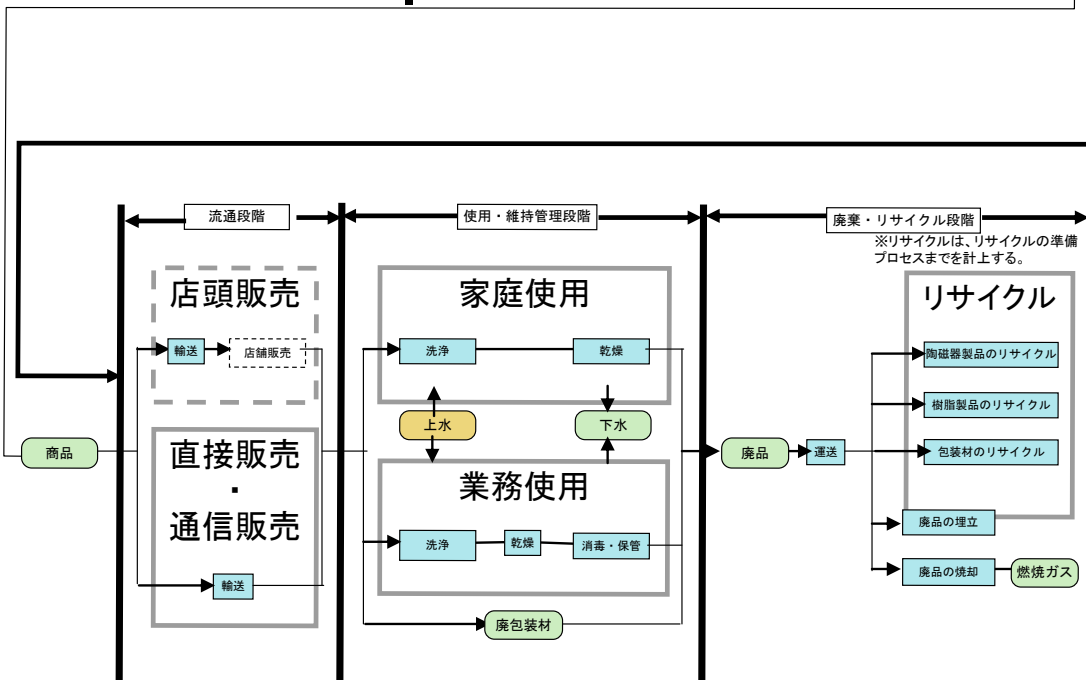 流通段階
使用・維持管理段階
廃棄・リサイクル段階
※リサイクルは、リサイクルの準備
プロセスまでを計上する。
店頭販売
輸送
店舗販売
商品
直接販売
・
通信販売
輸送
家庭使用
洗浄
乾燥
上水
下水
業務使用
洗浄
乾燥
消毒・保管
廃包装材
廃品
運送
リサイクル
陶磁器製品のリサイクル
樹脂製品のリサイクル
包装材のリサイクル
廃品の埋立
廃品の焼却
燃焼ガス